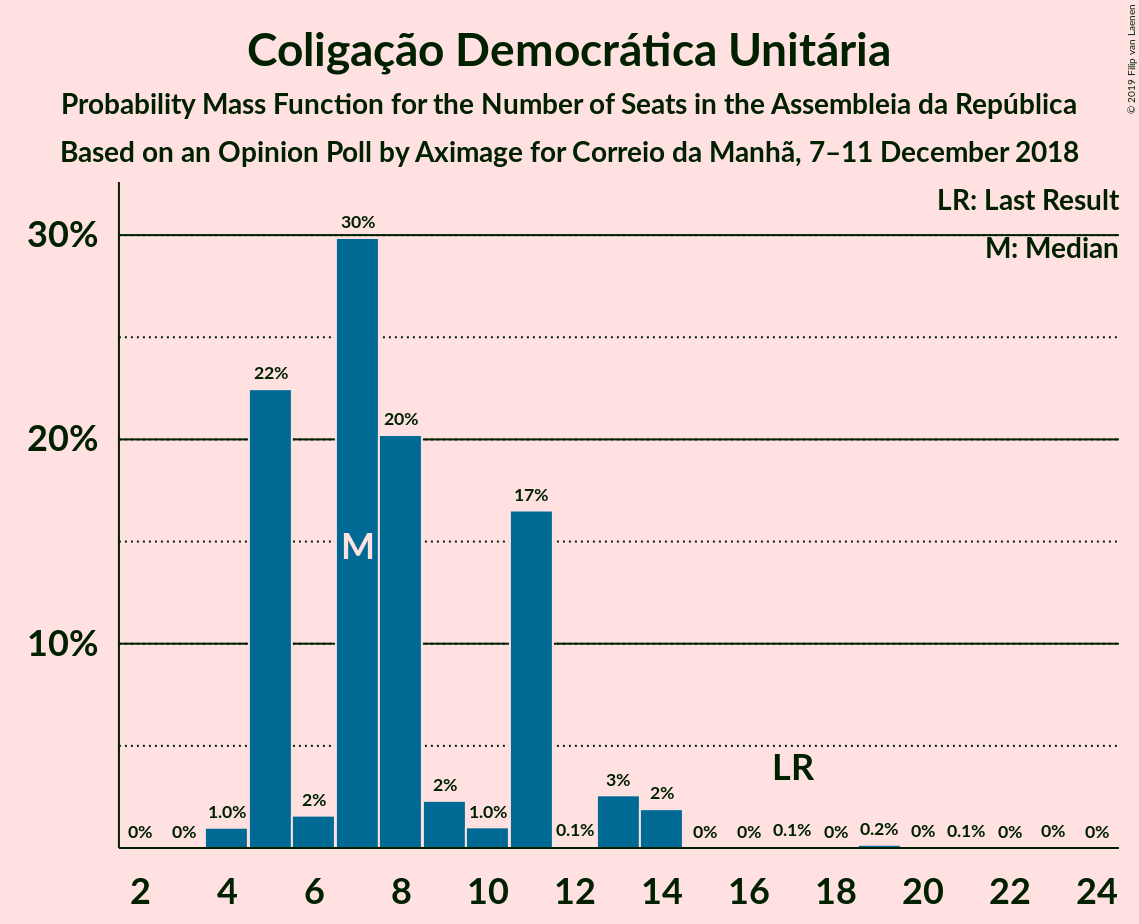 Coligação Democrática Unitária
Probability Mass Function for the Number of Seats in the Assembleia da República
Based on an Opinion Poll by Aximage for Correio da Manhã, 7–11 December 2018
© 2019 Filip van Laenen
LR: Last Result
M: Median
30%
20%
10%
0%
0%
1.0%
22%
2%
30%
20%
2%
1.0%
17%
0.1%
3%
2%
0%
0%
0.1%
0%
0.2%
0%
0.1%
0%
0%
0%
M
LR
2 4 6 8 10 12 14 16 18 20 22 24